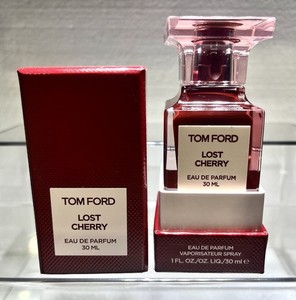 TOM FORD
LOST
CHERRY
EAU DE PARFUM
30 ML
TOM FORD
LOST
CHERRY
EAU DE PARFUM
30 ML
EAU DE PARFUM
VAPORISATEUR SPRAY
1 FL.OZ./OZ. LIQ/30 ml ℮